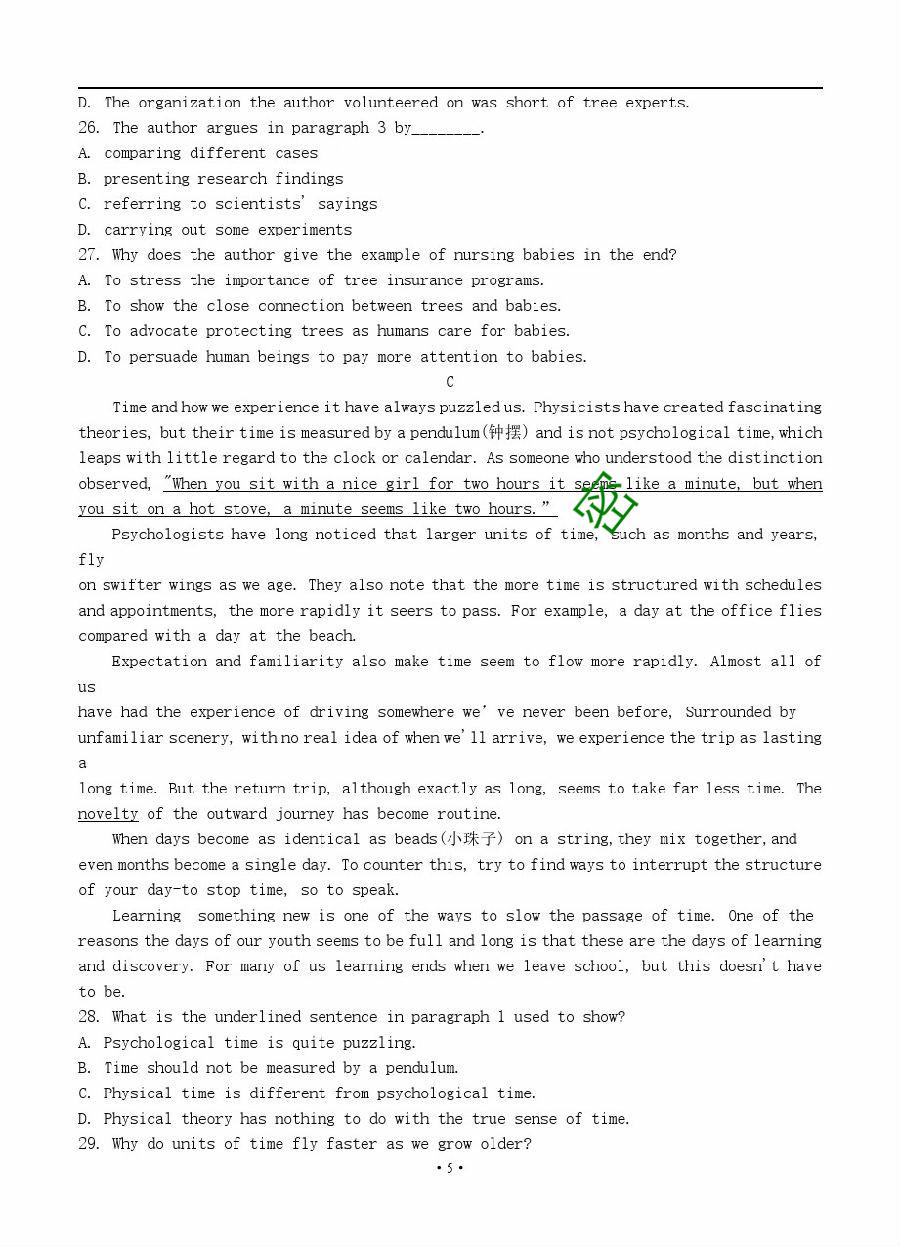 D. The organization the author volunteered on was short of tree experts.
26. The author argues in paragraph 3 by________.
A. comparing different cases
B. presenting research findings
C. referring to scientists' sayings
D. carrying out some experiments
27. Why does the author give the example of nursing babies in the end?
A. To stress the importance of tree insurance programs.
B. To show the close connection between trees and babies.
C. To advocate protecting trees as humans care for babies.
D. To persuade human beings to pay more attention to babies.
C
Time and how we experience it have always puzzled us. Physicists have created fascinating
theories, but their time is measured by a pendulum(钟摆) and is not psychological time, which
leaps with little regard to the clock or calendar. As someone who understood the distinction
observed, "When you sit with a nice girl for two hours it seems like a minute, but when
you sit on a hot stove, a minute seems like two hours.”
Psychologists have long noticed that larger units of time, such as months and years,
fly
on swifter wings as we age. They also note that the more time is structured with schedules
and appointments, the more rapidly it seers to pass. For example, a day at the office flies
compared with a day at the beach.
Expectation and familiarity also make time seem to flow more rapidly. Almost all of
us
have had the experience of driving somewhere we’ve never been before, Surrounded by
unfamiliar scenery, with no real idea of when we'll arrive, we experience the trip as lasting
a
long time. But the return trip, although exactly as long, seems to take far less time. The
novelty of the outward journey has become routine.
When days become as identical as beads(小珠子) on a string, they mix together, and
even months become a single day. To counter this, try to find ways to interrupt the structure
of your day-to stop time, so to speak.
Learning something new is one of the ways to slow the passage of time. One of the
reasons the days of our youth seems to be full and long is that these are the days of learning
and discovery. For many of us learning ends when we leave school, but this doesn't have
to be.
28. What is the underlined sentence in paragraph 1 used to show?
A. Psychological time is quite puzzling.
B. Time should not be measured by a pendulum.
C. Physical time is different from psychological time.
D. Physical theory has nothing to do with the true sense of time.
29. Why do units of time fly faster as we grow older?
·5·